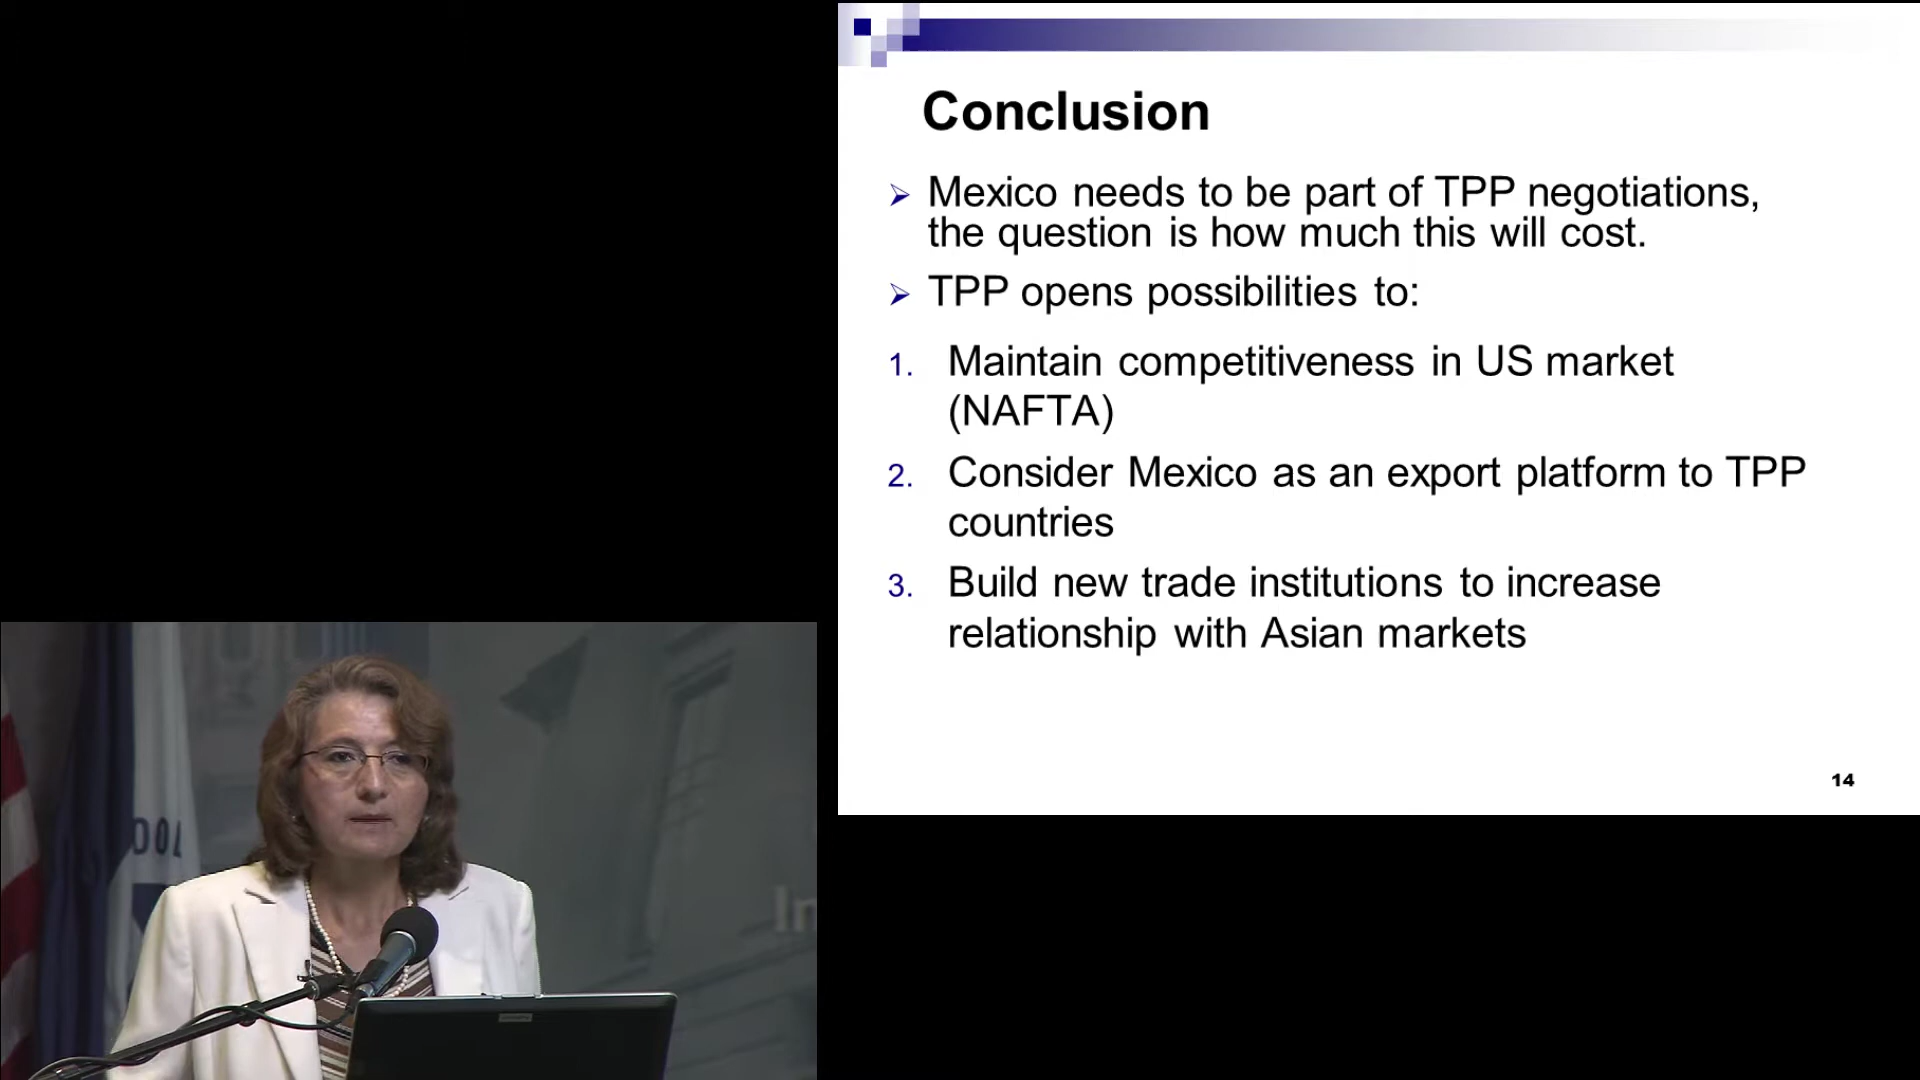 Conclusion
Mexico needs to be part of TPP negotiations,
the question is how much this will cost.
TPP opens possibilities to:
1. Maintain competitiveness in US market
(NAFTA)
2. Consider Mexico as an export platform to TPP
countries
3. Build new trade institutions to increase
relationship with Asian markets
14